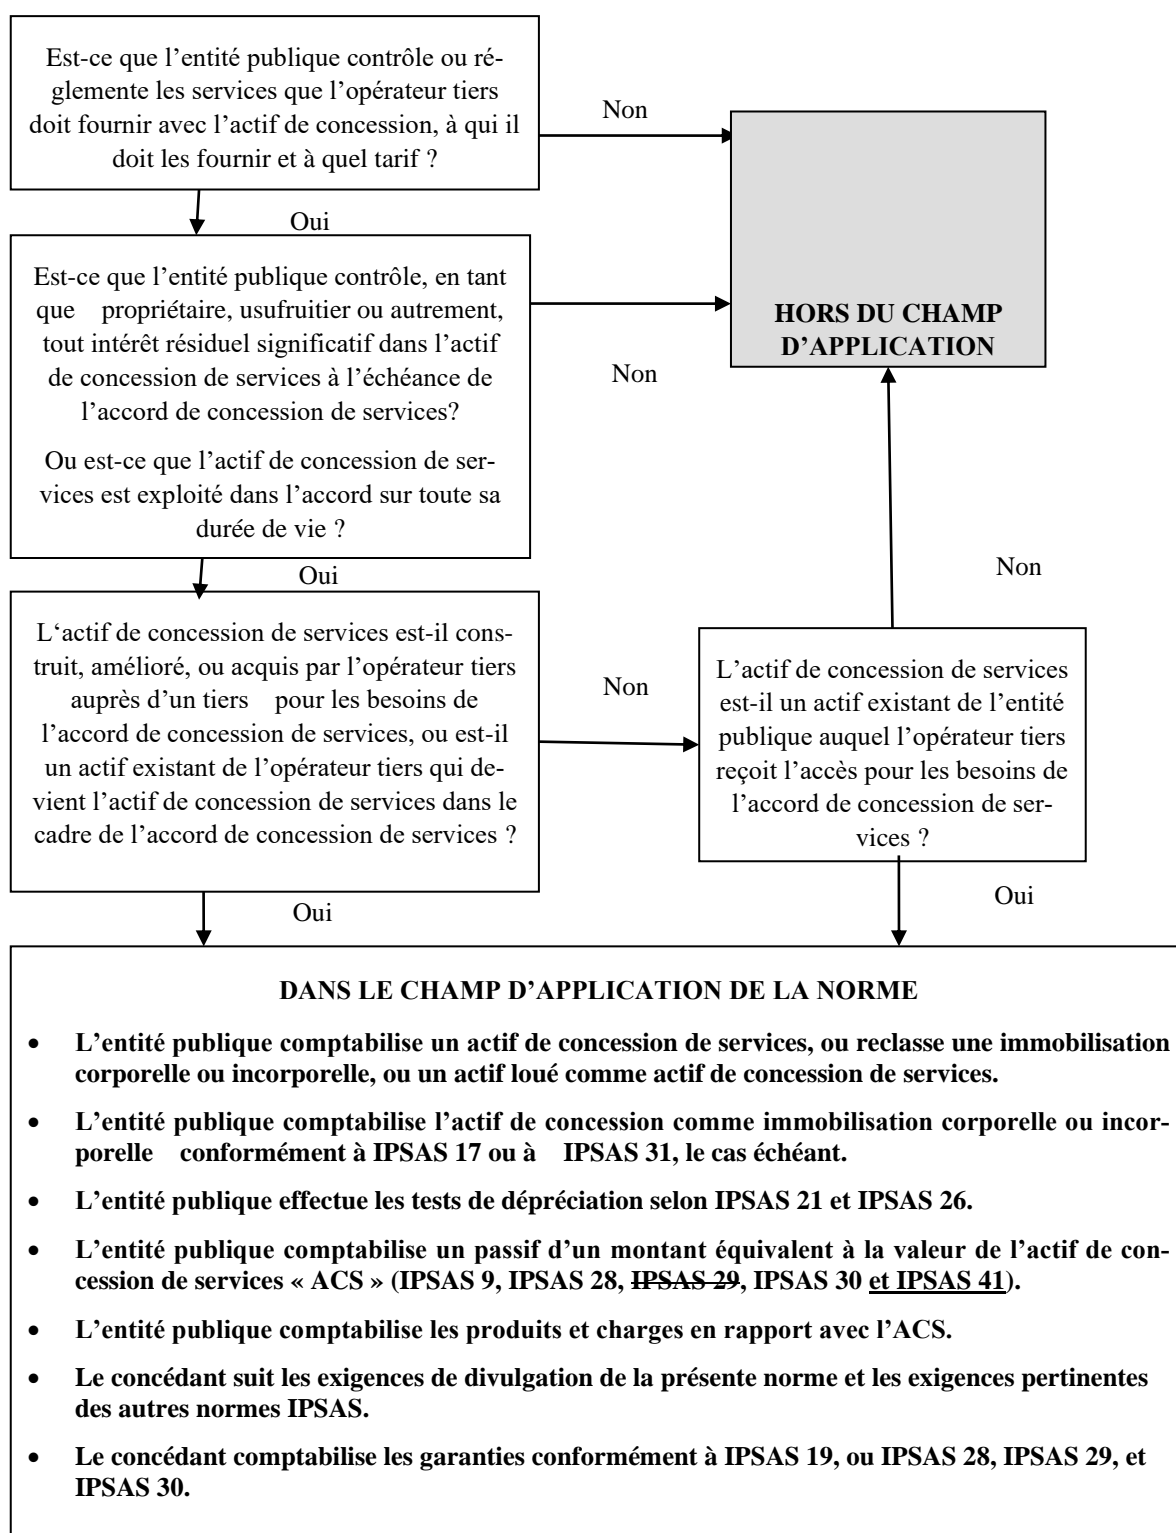 Est-ce que l’entité publique contrôle ou ré-
glemente les services que l’opérateur tiers
doit fournir avec l’actif de concession, à qui il
doit les fournir et à quel tarif ?
Non
Oui
HORS DU CHAMP
D’APPLICATION
Est-ce que l’entité publique contrôle, en tant
que propriétaire, usufruitier ou autrement,
tout intérêt résiduel significatif dans l’actif
de concession de services à l’échéance de
l’accord de concession de services?
Ou est-ce que l’actif de concession de ser-
vices est exploité dans l’accord sur toute sa
durée de vie ?
Non
Oui
Non
L‘actif de concession de services est-il cons-
truit, amélioré, ou acquis par l’opérateur tiers
auprès d’un tiers pour les besoins de
l’accord de concession de services, ou est-il
un actif existant de l’opérateur tiers qui de-
vient l’actif de concession de services dans le
cadre de l’accord de concession de services ?
Non
L’actif de concession de services
est-il un actif existant de l’entité
publique auquel l’opérateur tiers
reçoit l’accès pour les besoins de
l’accord de concession de ser-
vices ?
Oui
Oui
DANS LE CHAMP D’APPLICATION DE LA NORME
• L’entité publique comptabilise un actif de concession de services, ou reclasse une immobilisation
corporelle ou incorporelle, ou un actif loué comme actif de concession de services.
• L’entité publique comptabilise l’actif de concession comme immobilisation corporelle ou incor-
porelle conformément à IPSAS 17 ou à IPSAS 31, le cas échéant.
• L’entité publique effectue les tests de dépréciation selon IPSAS 21 et IPSAS 26.
• L’entité publique comptabilise un passif d’un montant équivalent à la valeur de l’actif de con-
cession de services « ACS » (IPSAS 9, IPSAS 28, IPSAS 29, IPSAS 30 et IPSAS 41).
• L’entité publique comptabilise les produits et charges en rapport avec l’ACS.
• Le concédant suit les exigences de divulgation de la présente norme et les exigences pertinentes
des autres normes IPSAS.
• Le concédant comptabilise les garanties conformément à IPSAS 19, ou IPSAS 28, IPSAS 29, et
IPSAS 30.